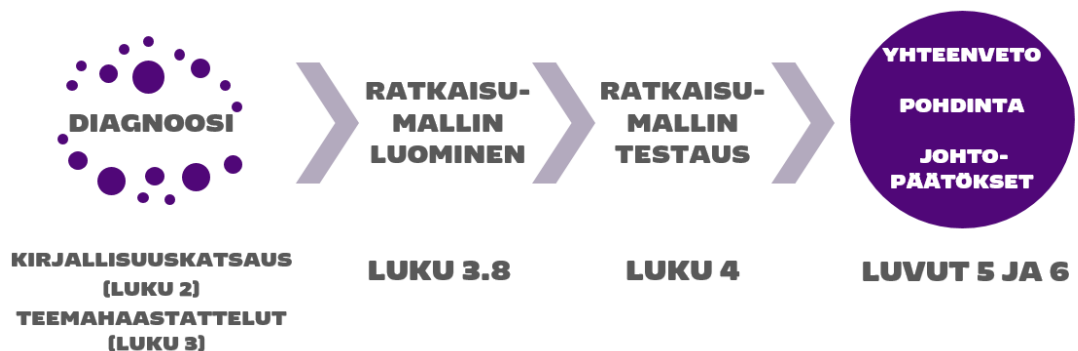 DIAGNOOSI
RATKAISU-
MALLIN
LUOMINEN
RATKAISU-
MALLIN
TESTAUS
YHTEENVETO
POHDINTA
JOHTO-
PÄÄTÖKSET
KIRJALLISUUSKATSAUS
(LUKU 2)
TEEMAHAASTATTELUT
(LUKU 3)
LUKU 3.8
LUKU 4
LUVUT 5 JA 6